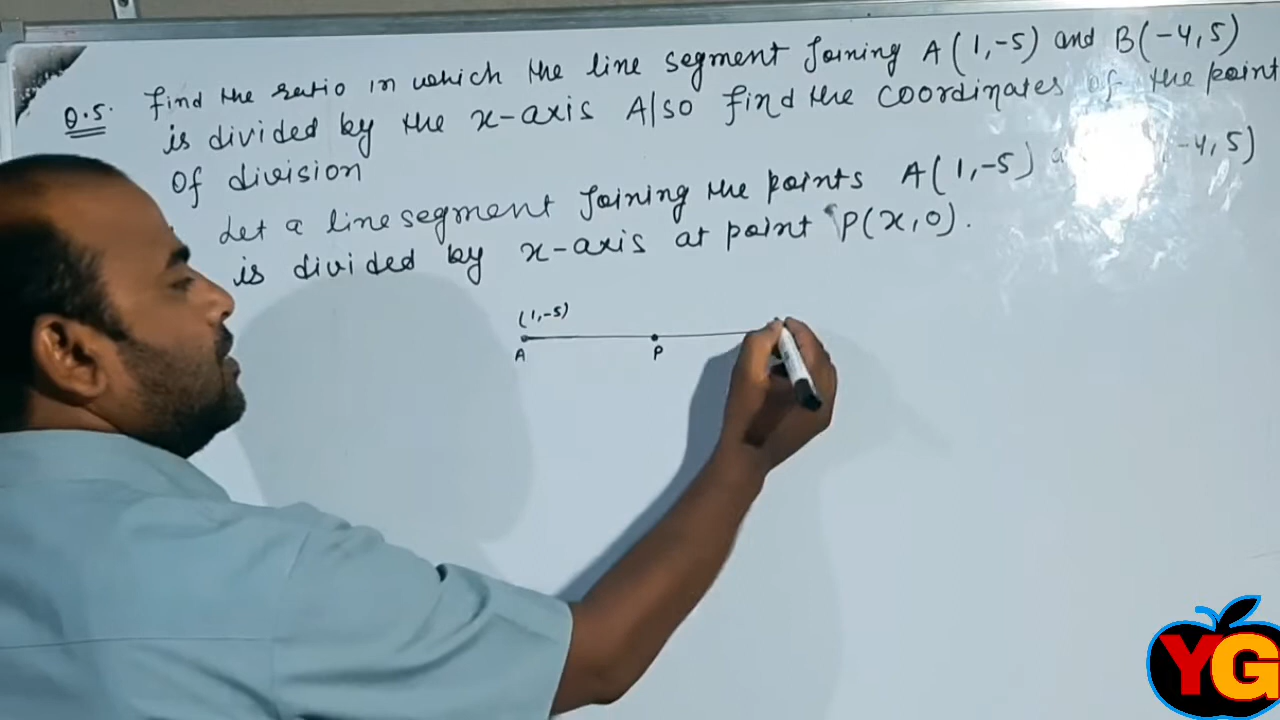 Q.5. Find the ratio in which the line segment Joining A(1,-5) and B(-4,5)
is divided by the x-axis Also find the coordinates of the point
Of division
Let a line segment Joining the points A(1,-5) -4,5)
is divided by x-axis at point P(x,0).
(1,-5)
A P
YG